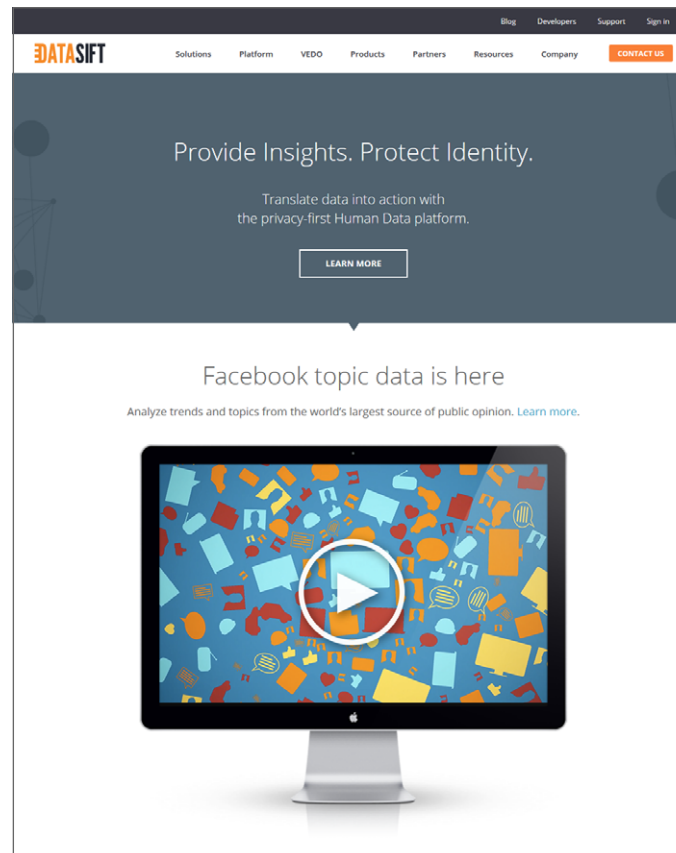 Blog Developers Support Sign in
DATASIFT Solutions Platform VEDO Products Partners Resources Company CONTACT US
Provide Insights. Protect Identity.
Translate data into action with
the privacy-first Human Data platform.
LEARN MORE
Facebook topic data is here
Analyze trends and topics from the world's largest source of public opinion. Learn more.